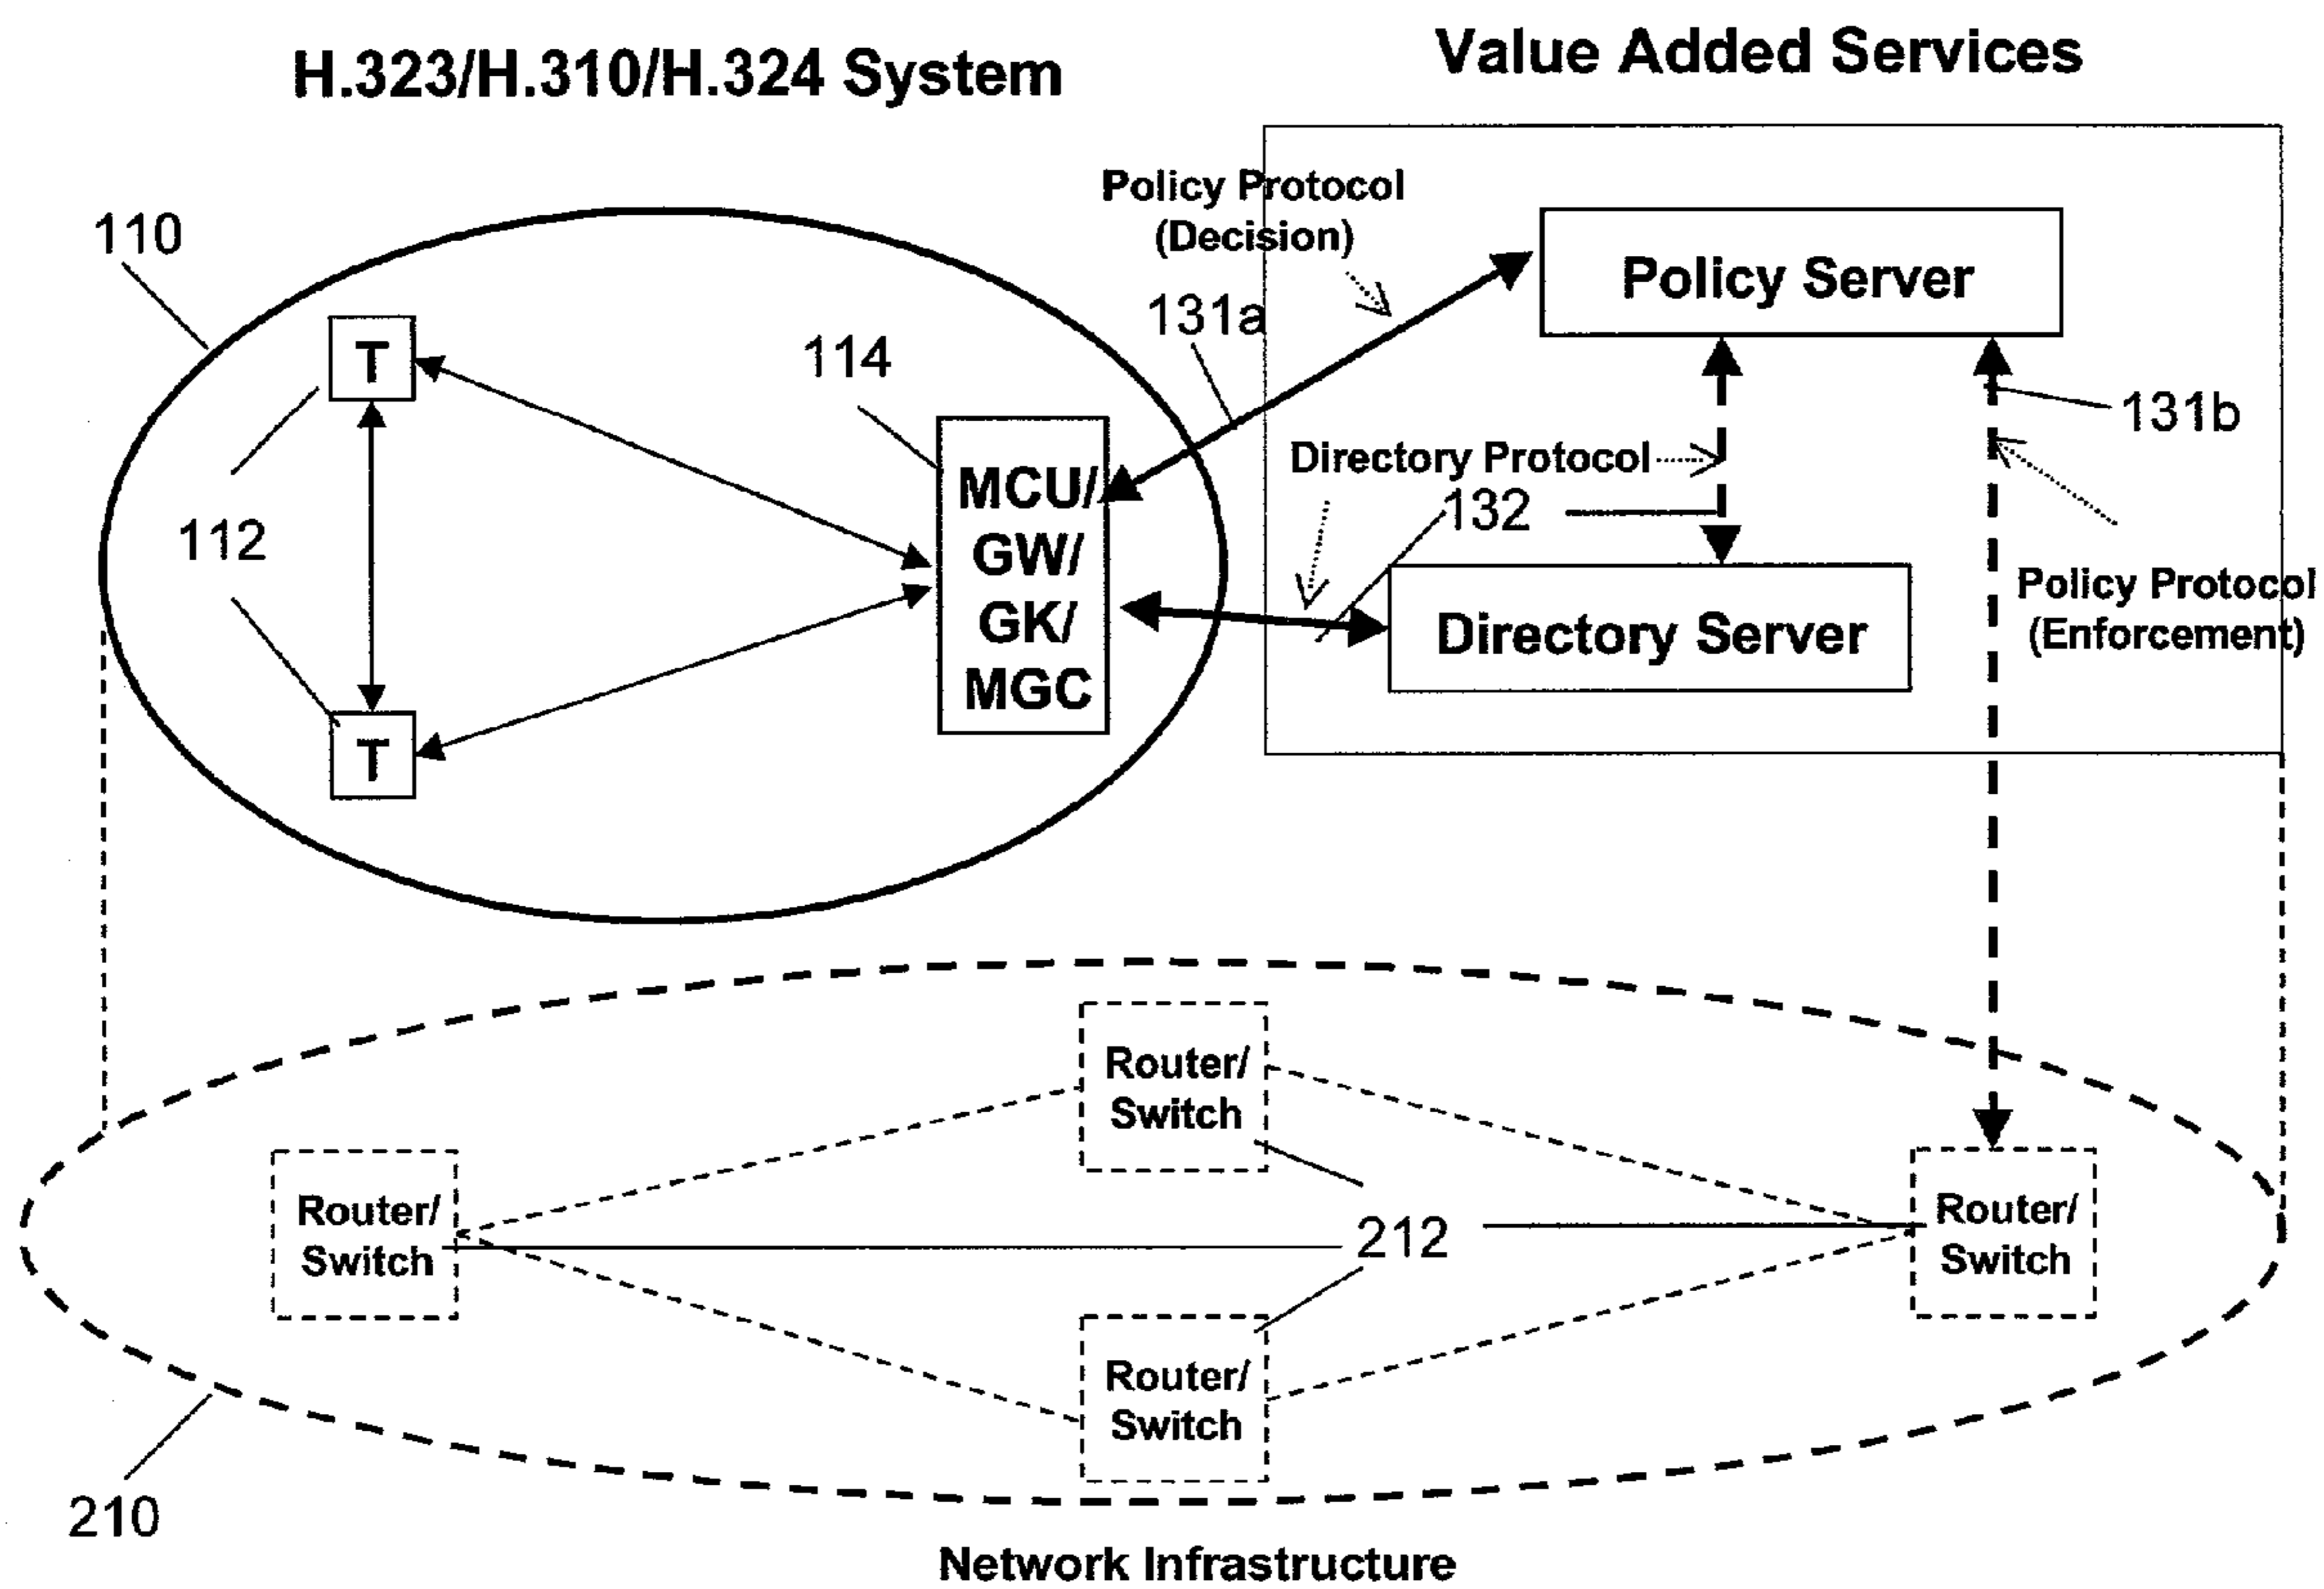 H.323/H.310/H.324 System
Value Added Services
Policy Protocol
(Decision)
110
131a
Policy Server
T
114
131b
MCU/
GW/
GK/
MGC
Directory Protocol
132
112
Directory Server
Policy Protocol
(Enforcement)
T
Router/
Switch
Router/
Switch
212
Router/
Switch
Router/
Switch
210
Network Infrastructure